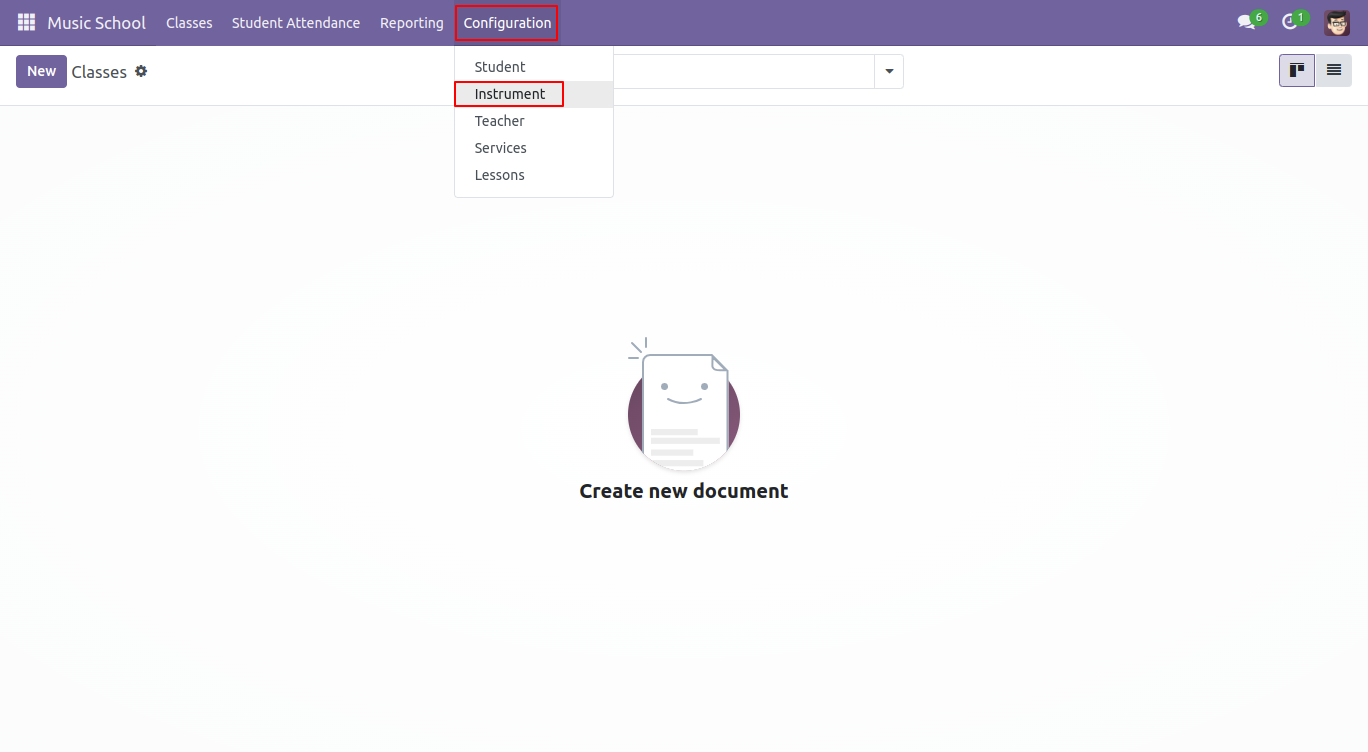 Music School Classes Student Attendance Reporting Configuration 6 1
New Classes
Student
Instrument
Teacher
Services
Lessons
Create new document